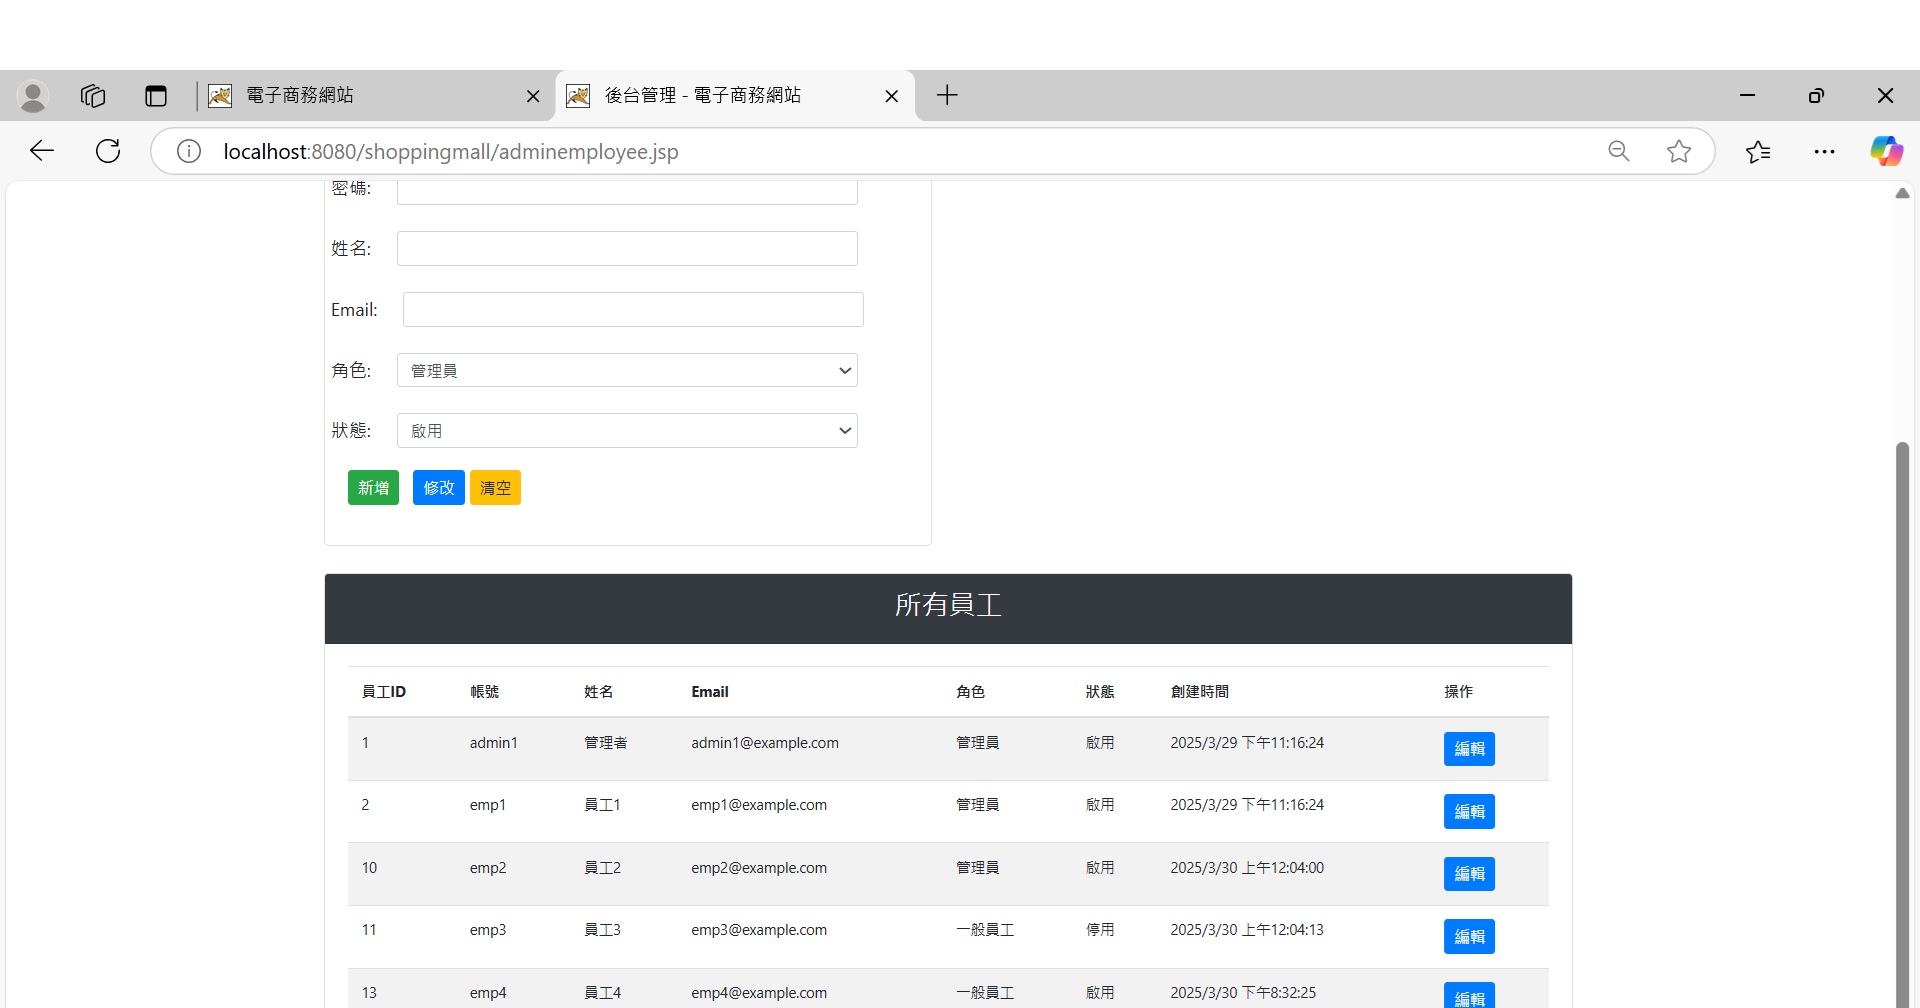 電子商務網站
後台管理 - 電子商務網站
localhost:8080/shoppingmall/adminemployee.jsp
密碼:
姓名:
Email:
角色: 管理員
狀態: 啟用
新增 修改 清空
所有員工
員工ID 帳號 姓名 Email 角色 狀態 創建時間 操作
1 admin1 管理者 admin1@example.com 管理員 啟用 2025/3/29 下午11:16:24 編輯
2 emp1 員工1 emp1@example.com 管理員 啟用 2025/3/29 下午11:16:24 編輯
10 emp2 員工2 emp2@example.com 管理員 啟用 2025/3/30 上午12:04:00 編輯
11 emp3 員工3 emp3@example.com 一般員工 停用 2025/3/30 上午12:04:13 編輯
13 emp4 員工4 emp4@example.com 一般員工 啟用 2025/3/30 下午8:32:25 編輯